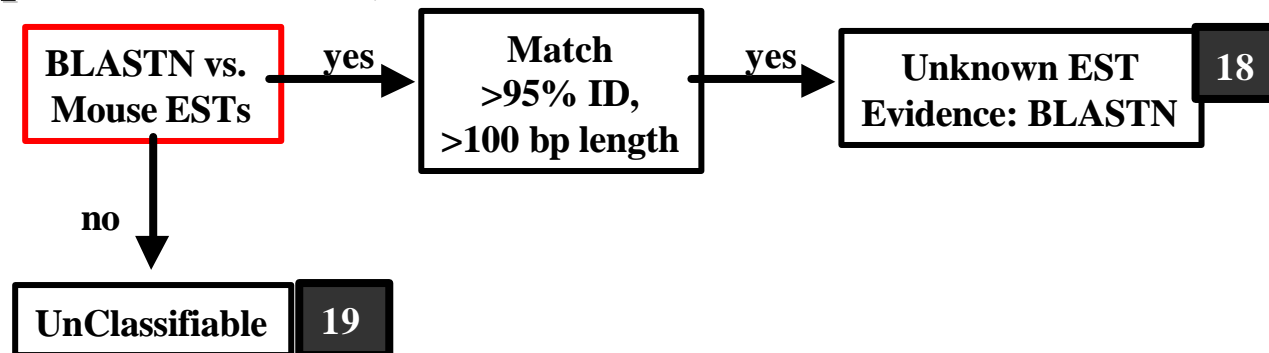 BLASTN vs.
Mouse ESTs
yes
Match
>95% ID,
>100 bp length
yes
Unknown EST
Evidence: BLASTN
18
no
UnClassifiable
19